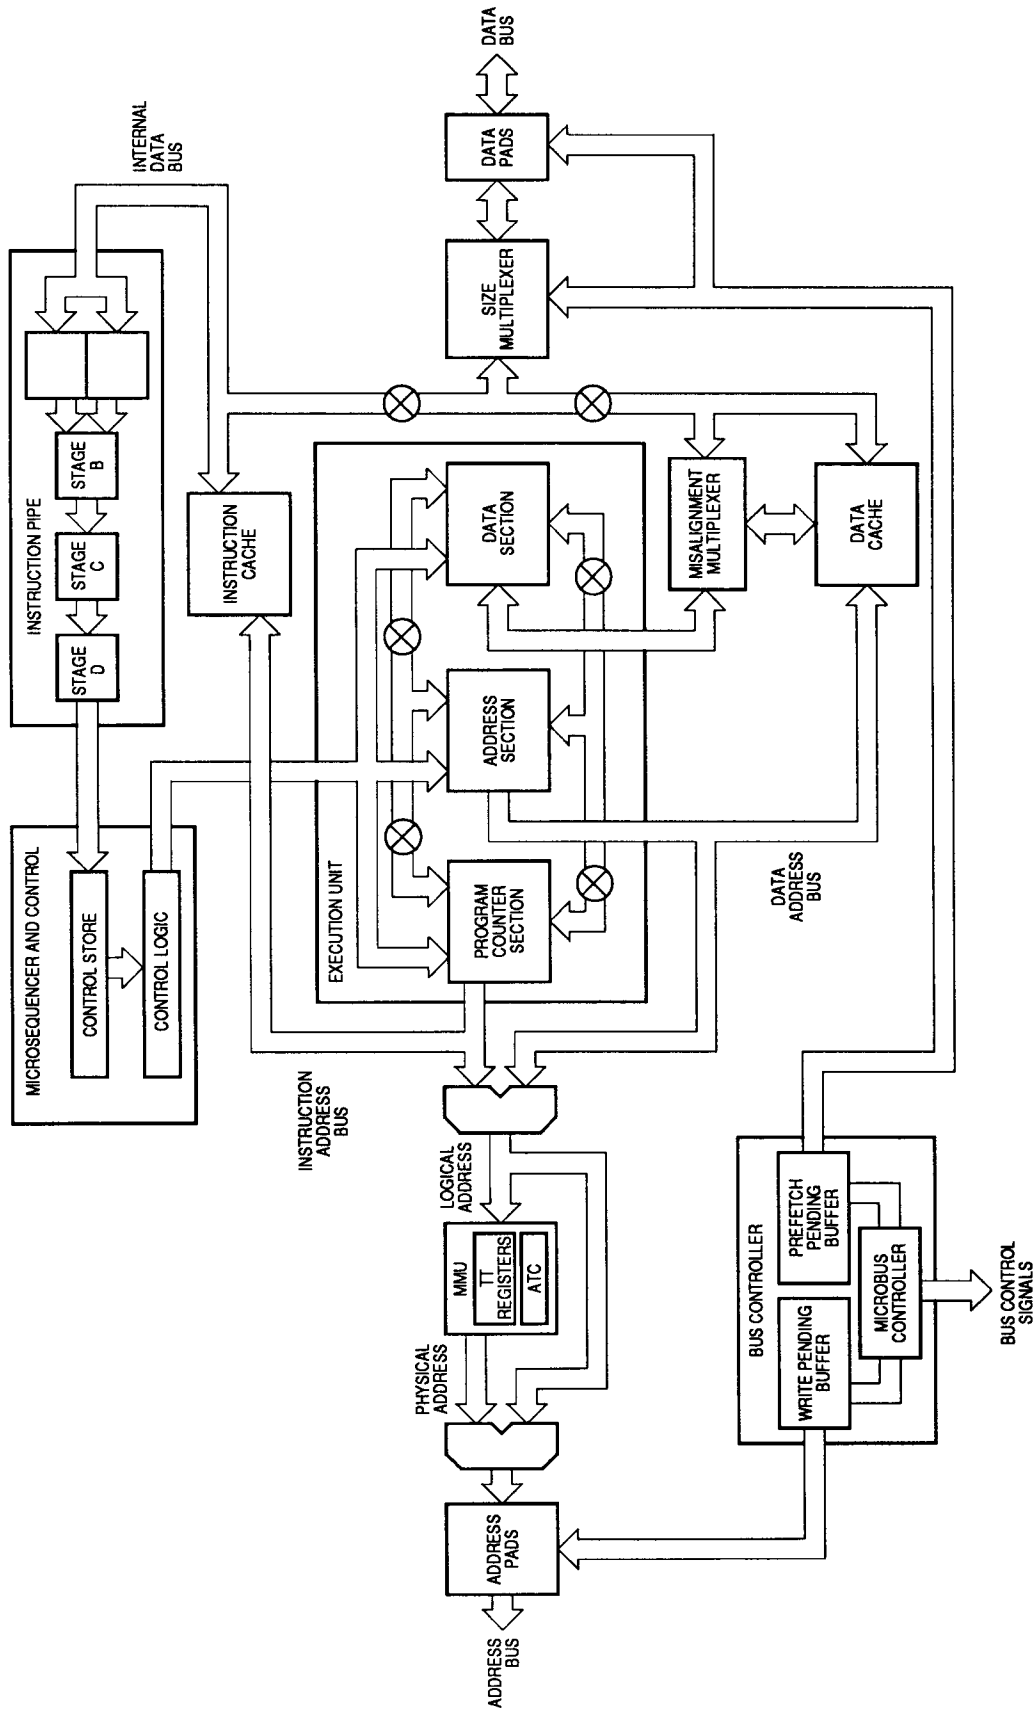 MICROSEQUENCER AND CONTROL
CONTROL STORE
CONTROL LOGIC
INSTRUCTION PIPE
STAGE
D
STAGE
C
STAGE
B
INTERNAL
DATA
BUS
INSTRUCTION
CACHE
INSTRUCTION
ADDRESS
BUS
EXECUTION UNIT
PROGRAM
COUNTER
SECTION
ADDRESS
SECTION
DATA
SECTION
ADDRESS
BUS
ADDRESS
PADS
PHYSICAL
ADDRESS
MMU
TT
REGISTERS
ATC
LOGICAL
ADDRESS
SIZE
MULTIPLEXER
DATA
PADS
DATA
BUS
MISALIGNMENT
MULTIPLEXER
DATA
CACHE
DATA
ADDRESS
BUS
BUS CONTROLLER
WRITE PENDING
BUFFER
PREFETCH
PENDING
BUFFER
MICROBUS
CONTROLLER
BUS CONTROL
SIGNALS